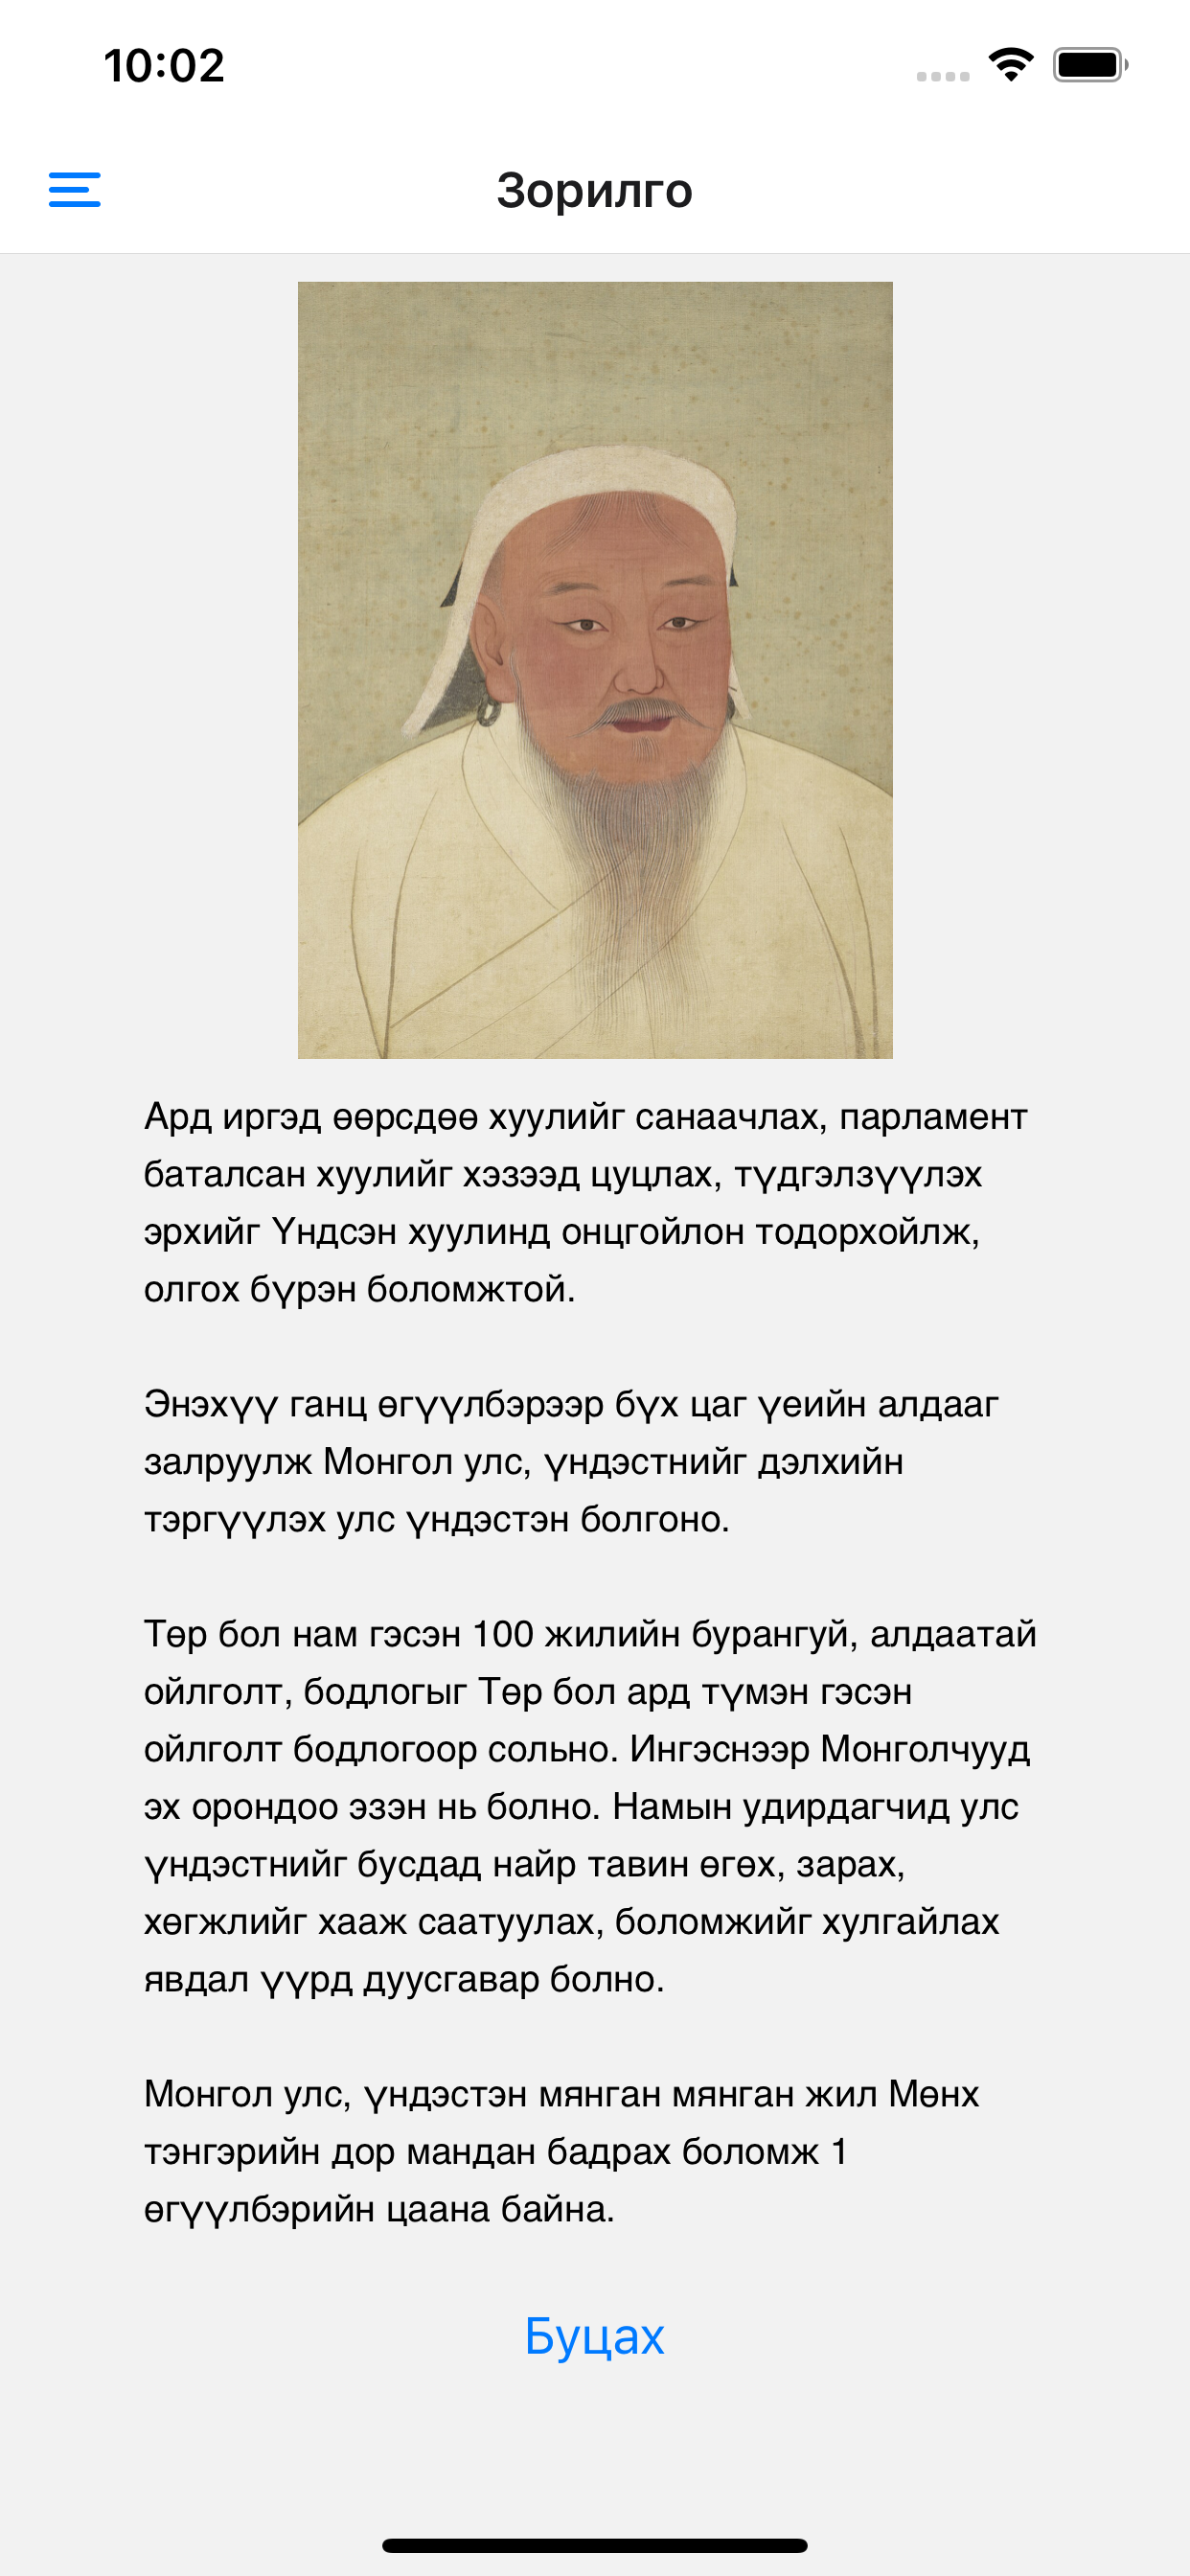 10:02
Зорилго
Ард иргэд өөрсдөө хуулийг санаачлах, парламент
баталсан хуулийг хэзээд цуцлах, түдгэлзүүлэх
эрхийг Үндсэн хуулинд онцгойлон тодорхойлж,
олгох бүрэн боломжтой.
Энэхүү ганц өгүүлбэрээр бүх цаг үеийн алдааг
залруулж Монгол улс, үндэстнийг дэлхийн
тэргүүлэх улс үндэстэн болгоно.
Төр бол нам гэсэн 100 жилийн бурангуй, алдаатай
ойлголт, бодлогыг Төр бол ард түмэн гэсэн
ойлголт бодлогоор сольно. Ингэснээр Монголчууд
эх орондоо эзэн нь болно. Намын удирдагчид улс
үндэстнийг бусдад найр тавин өгөх, зарах,
хөгжлийг хааж саатуулах, боломжийг хулгайлах
явдал үүрд дуусгавар болно.
Монгол улс, үндэстэн мянган мянган жил Мөнх
тэнгэрийн дор мандан бадрах боломж 1
өгүүлбэрийн цаана байна.
Буцах